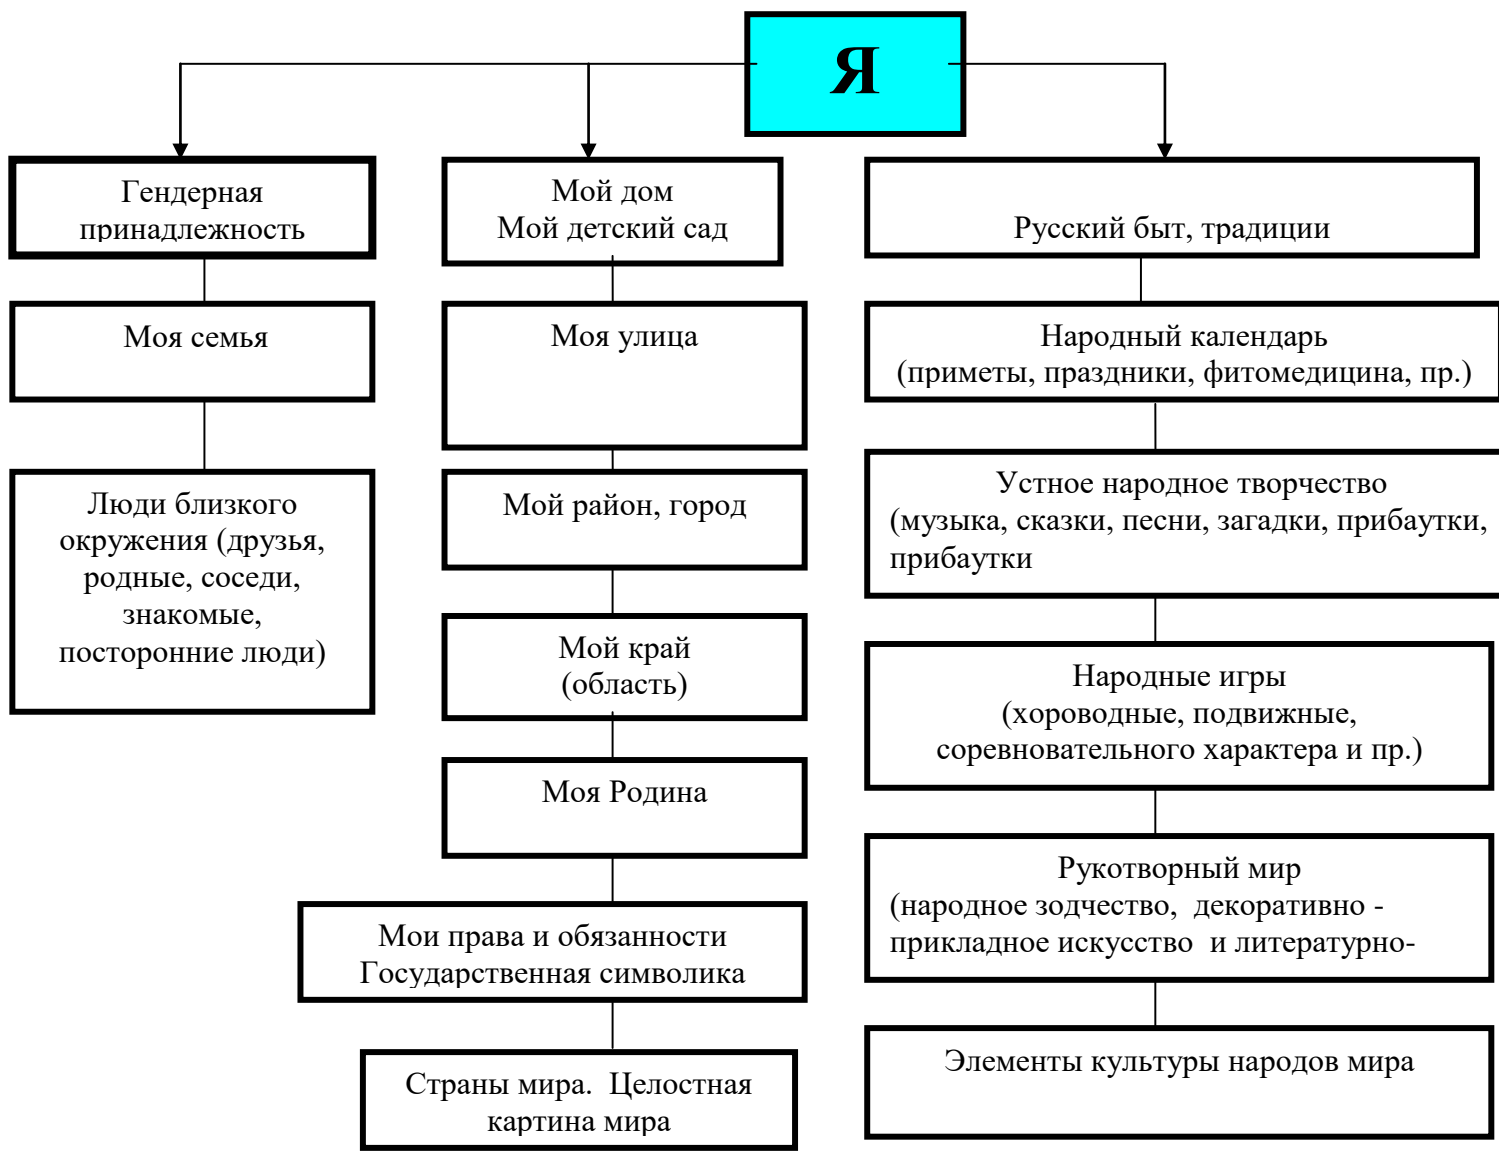 Я
Гендерная
принадлежность
Моя семья
Люди близкого
окружения (друзья,
родные, соседи,
знакомые,
посторонние люди)
Мой дом
Мой детский сад
Моя улица
Мой район, город
Мой край
(область)
Моя Родина
Мои права и обязанности
Государственная символика
Страны мира. Целостная
картина мира
Русский быт, традиции
Народный календарь
(приметы, праздники, фитомедицина, пр.)
Устное народное творчество
(музыка, сказки, песни, загадки, прибаутки,
прибаутки
Народные игры
(хороводные, подвижные,
соревновательного характера и пр.)
Рукотворный мир
(народное зодчество, декоративно -
прикладное искусство и литературно-
Элементы культуры народов мира